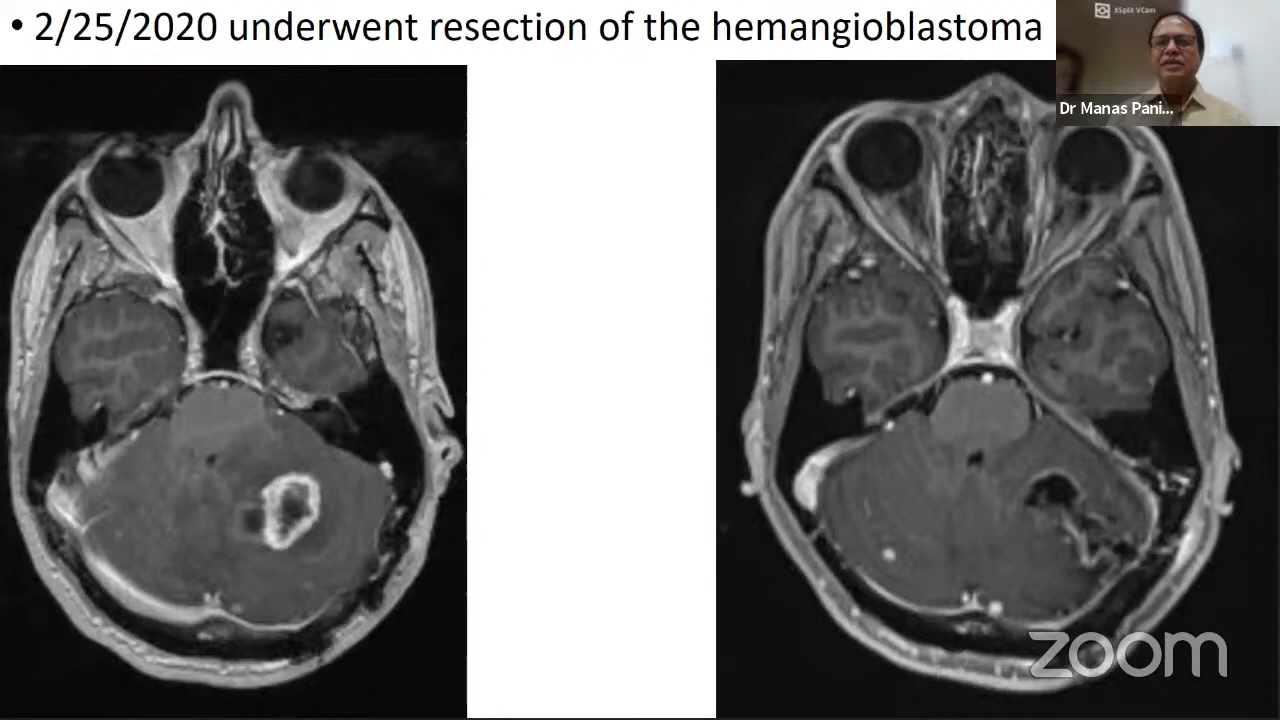 • 2/25/2020 underwent resection of the hemangioblastoma
XSplit VCam
Dr Manas Pani...
zoom